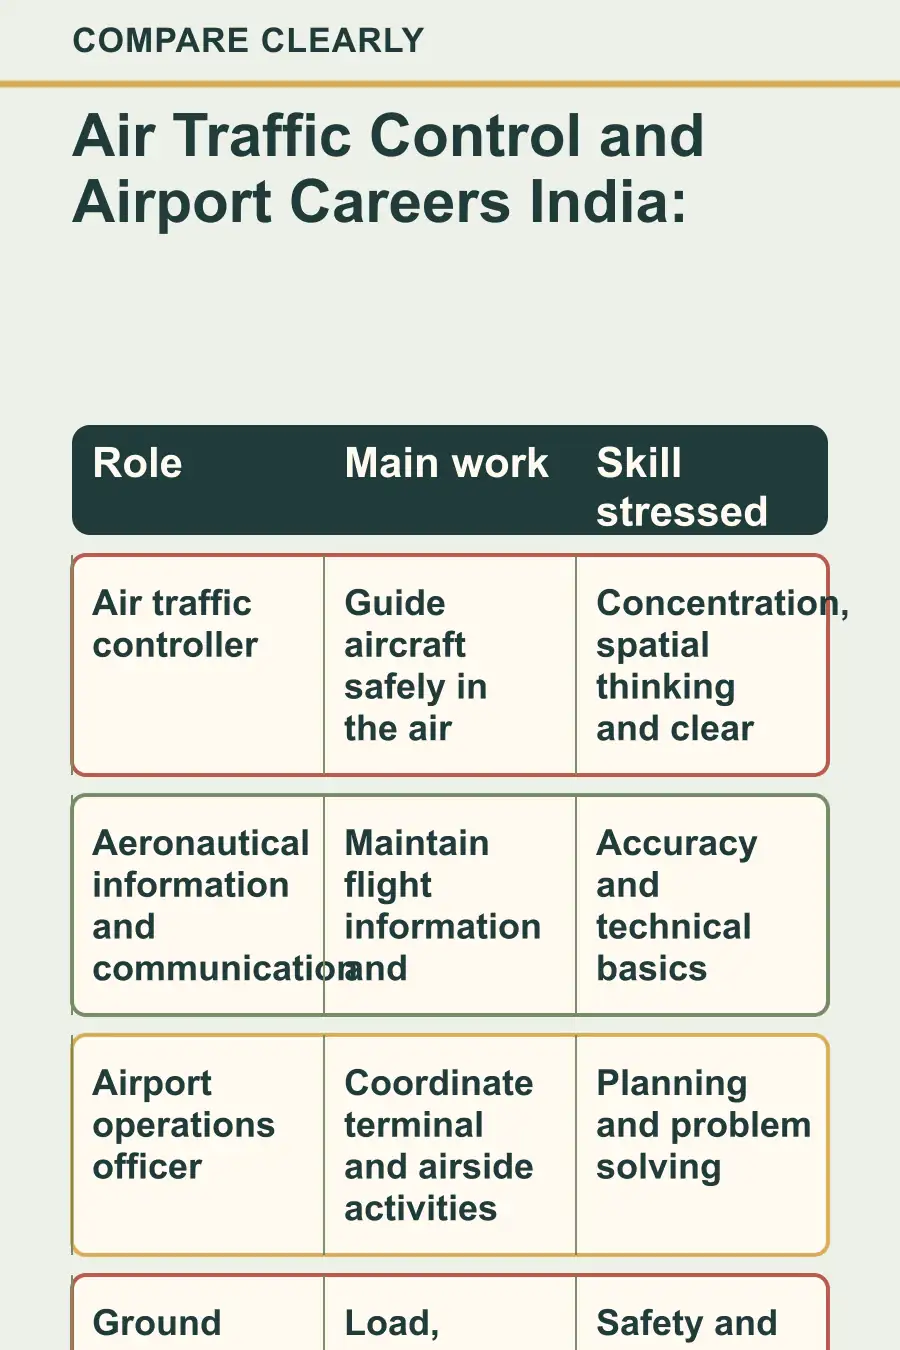 COMPARE CLEARLY
Air Traffic Control and
Airport Careers India:
Role
Main work
Skill
stressed
Air traffic
controller
Guide
aircraft
safely in
the air
Concentration,
spatial
thinking
and clear
Aeronautical
information
and
communication
Maintain
flight
information
and
Accuracy
and
technical
basics
Airport
operations
officer
Coordinate
terminal
and airside
activities
Planning
and problem
solving
Ground
Load,
Safety and